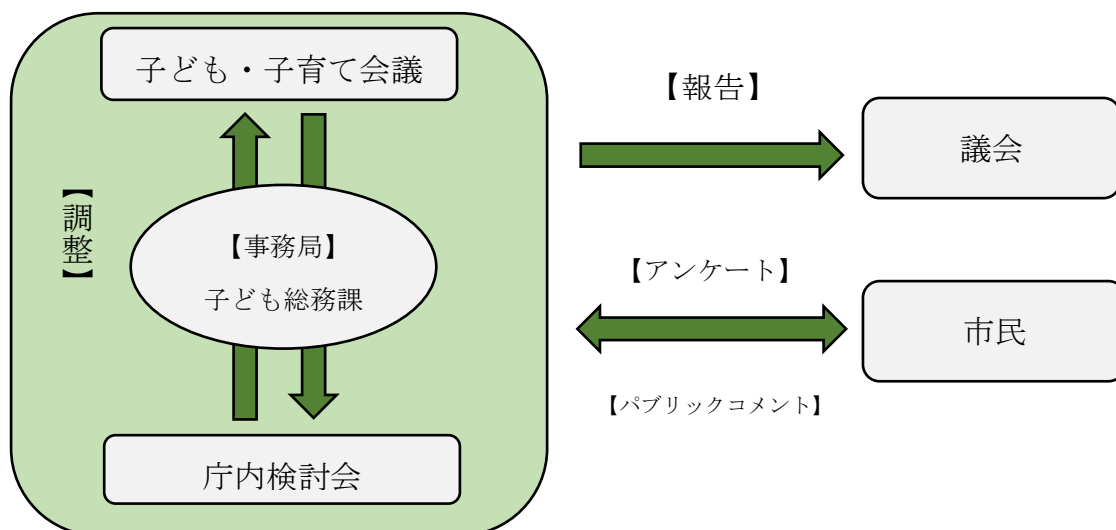 子ども・子育て会議
【調整】
【事務局】
子ども総務課
庁内検討会
【報告】
議会
【アンケート】
市民
【パブリックコメント】